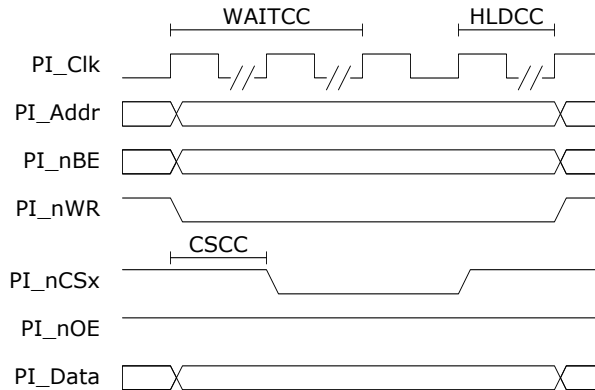 WAITCC HLDCC
PI_Clk
PI_Addr
PI_nBE
PI_nWR
CSCC
PI_nCSx
PI_nOE
PI_Data